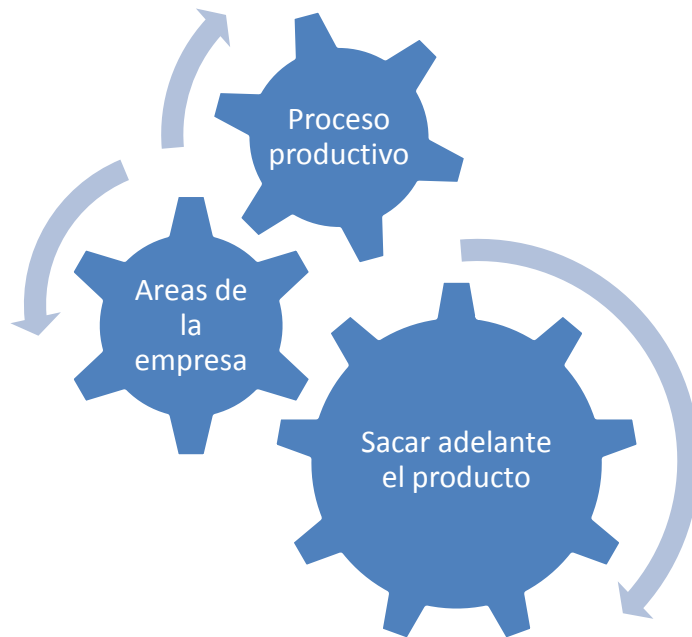 Proceso
productivo
Areas de
la
empresa
Sacar adelante
el producto